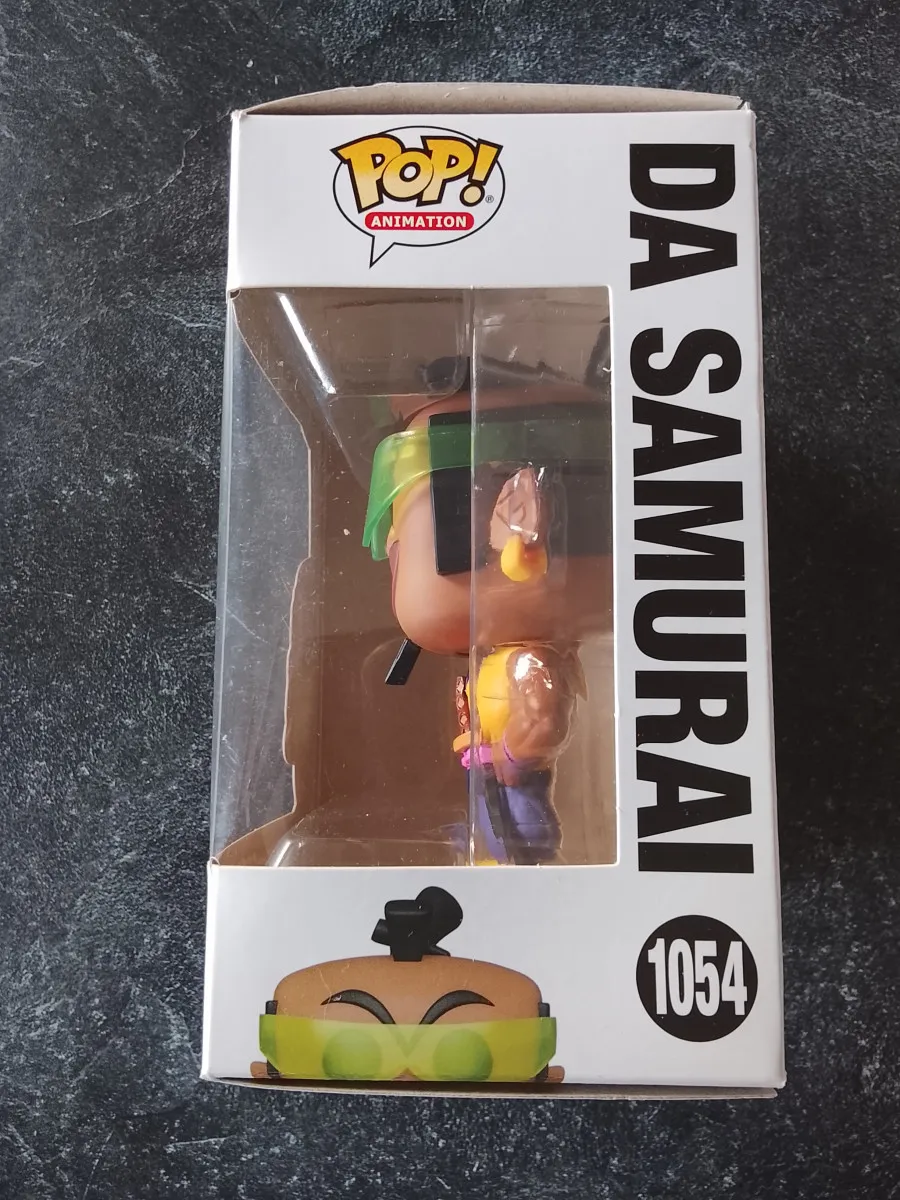 POP!
ANIMATION
DA SAMURAI
1054